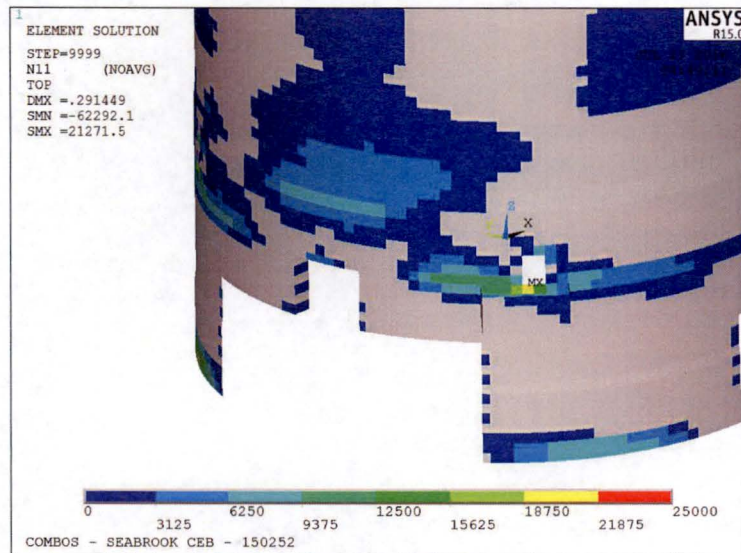 1
ANSYS
R15.0
ELEMENT SOLUTION
STEP=9999
N11 (NOAVG)
TOP
DMX =.291449
SMN =-62292.1
SMX =21271.5
Z
X
MX
0 6250 12500 18750 25000
3125 9375 15625 21875
COMBOS - SEABROOK CEB - 150252